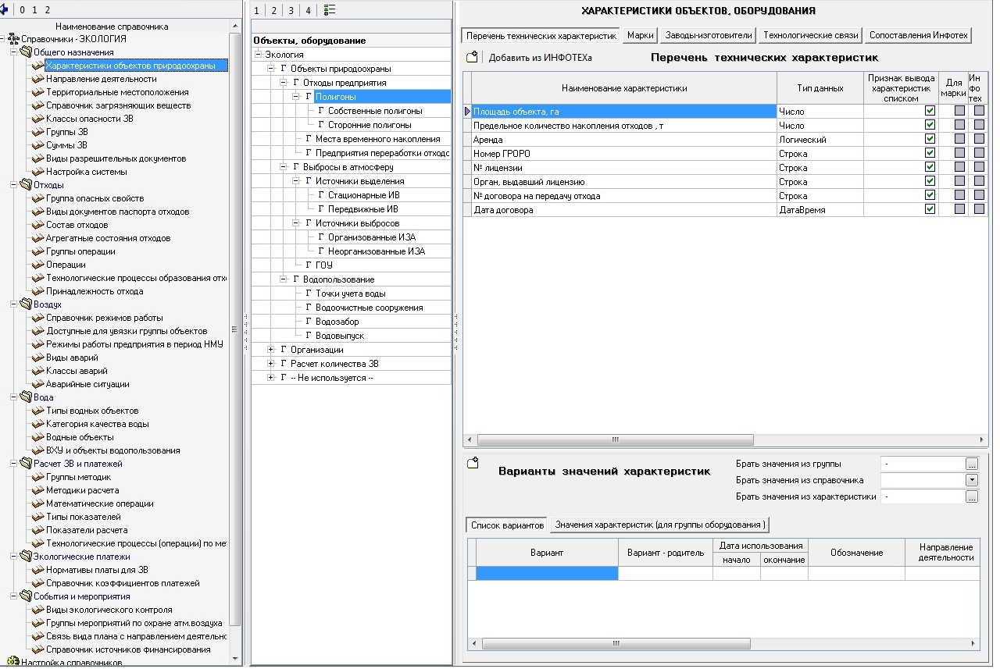 0 1 2
Наименование справочника
Справочники - ЭКОЛОГИЯ
Общего назначения
Характеристики объектов природоохраны
Направление деятельности
Территориальные местоположения
Справочник загрязняющих веществ
Классы опасности ЗВ
Группы ЗВ
Суммы ЗВ
Виды разрешительных документов
Настройка системы
Отходы
Группа опасных свойств
Виды документов паспорта отходов
Состав отходов
Агрегатные состояния отходов
Группы операции
Операции
Технологические процессы образования отх
Принадлежность отхода
Воздух
Справочник режимов работы
Доступные для увязки группы объектов
Режимы работы предприятия в период НМУ
Виды аварий
Классы аварий
Аварийные ситуации
Вода
Типы водных объектов
Категория качества воды
Водные объекты
ВХУ и объекты водопользования
Расчет ЗВ и платежей
Группы методик
Методики расчета
Математические операции
Типы показателей
Показатели расчета
Технологические процессы (операции) по ме
Экологические платежи
Нормативы платы для ЗВ
Справочник коэффициентов платежей
События и мероприятия
Виды экологического контроля
Группы мероприятий по охране атм.воздуха
Связь вида плана с направлением деятельно
Справочник источников финансирования
Настройка справочников
1 2 3 4
Объекты, оборудование
Экология
Г Объекты природоохраны
Г Отходы предприятия
Г Полигоны
Г Собственные полигоны
Г Сторонние полигоны
Г Места временного накопления
Г Предприятия переработки отходо
Г Выбросы в атмосферу
Г Источники выделения
Г Стационарные ИВ
Г Передвижные ИВ
Г Источники выбросов
Г Организованные ИЗА
Г Неорганизованные ИЗА
Г ГОУ
Г Водопользование
Г Точки учета воды
Г Водоочистные сооружения
Г Водозабор
Г Водовыпуск
Г Организации
Г Расчет количества ЗВ
Г -- Не используется --
ХАРАКТЕРИСТИКИ ОБЪЕКТОВ, ОБОРУДОВАНИЯ
Перечень технических характеристик Марки Заводы-изготовители Технологические связи Сопоставления Инфотех
Добавить из ИНФОТЕХа Перечень технических характеристик
Наименование характеристики Тип данных Признак вывода характеристик списком Для марки Ин фо тех
Площадь объекта, га Число
Предельное количество накопления отходов , т Число
Аренда Логический
Номер ГРОРО Строка
№ лицензии Строка
Орган, выдавший лицензию Строка
№ договора на передачу отхода Строка
Дата договора ДатаВремя
Варианты значений характеристик
Брать значения из группы -
Брать значения из справочника
Брать значения из характеристики -
Список вариантов Значения характеристик (для группы оборудования )
Вариант Вариант - родитель Дата использования начало окончание Обозначение Направление деятельности